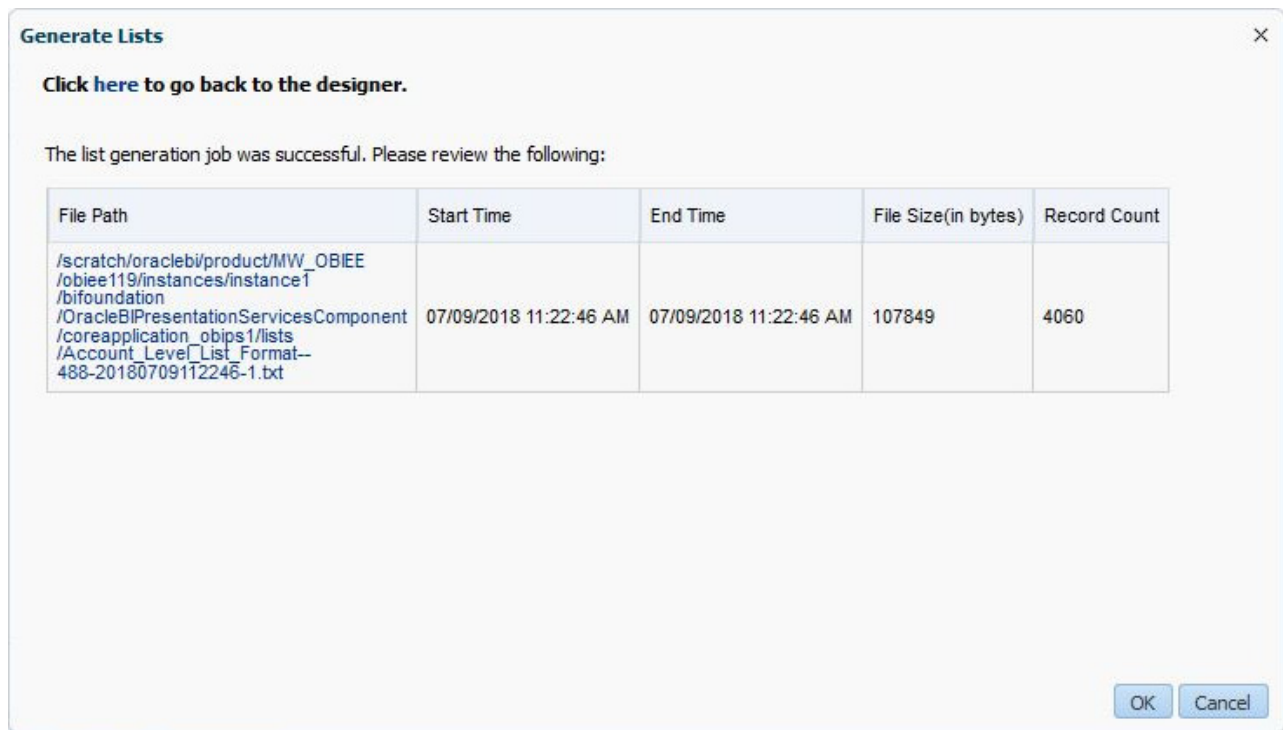 Generate Lists
Click here to go back to the designer.
The list generation job was successful. Please review the following:
File Path Start Time End Time File Size(in bytes) Record Count
/scratch/oraclebi/product/MW_OBIEE
/obiee119/instances/instance1
/bifoundation
/OracleBIPresentationServicesComponent
/coreapplication_obips1/lists
/Account_Level_List_Format--
488-20180709112246-1.txt
07/09/2018 11:22:46 AM 07/09/2018 11:22:46 AM 107849 4060
OK Cancel